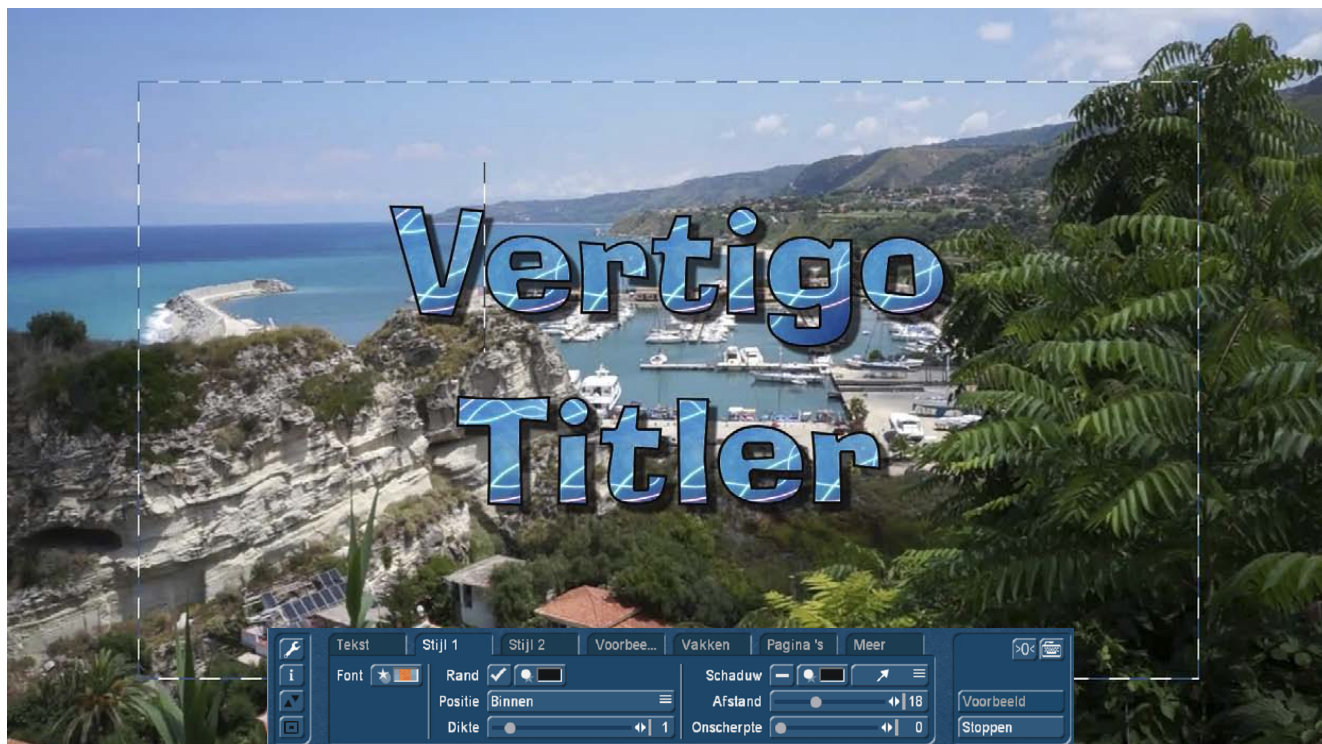 Vertigo
Titler
Tekst Stijl 1 Stijl 2 Voorbee... Vakken Pagina 's Meer >0<
i Font Rand Schaduw
Positie Binnen Afstand 18 Voorbeeld
Dikte 1 Onscherpte 0 Stoppen